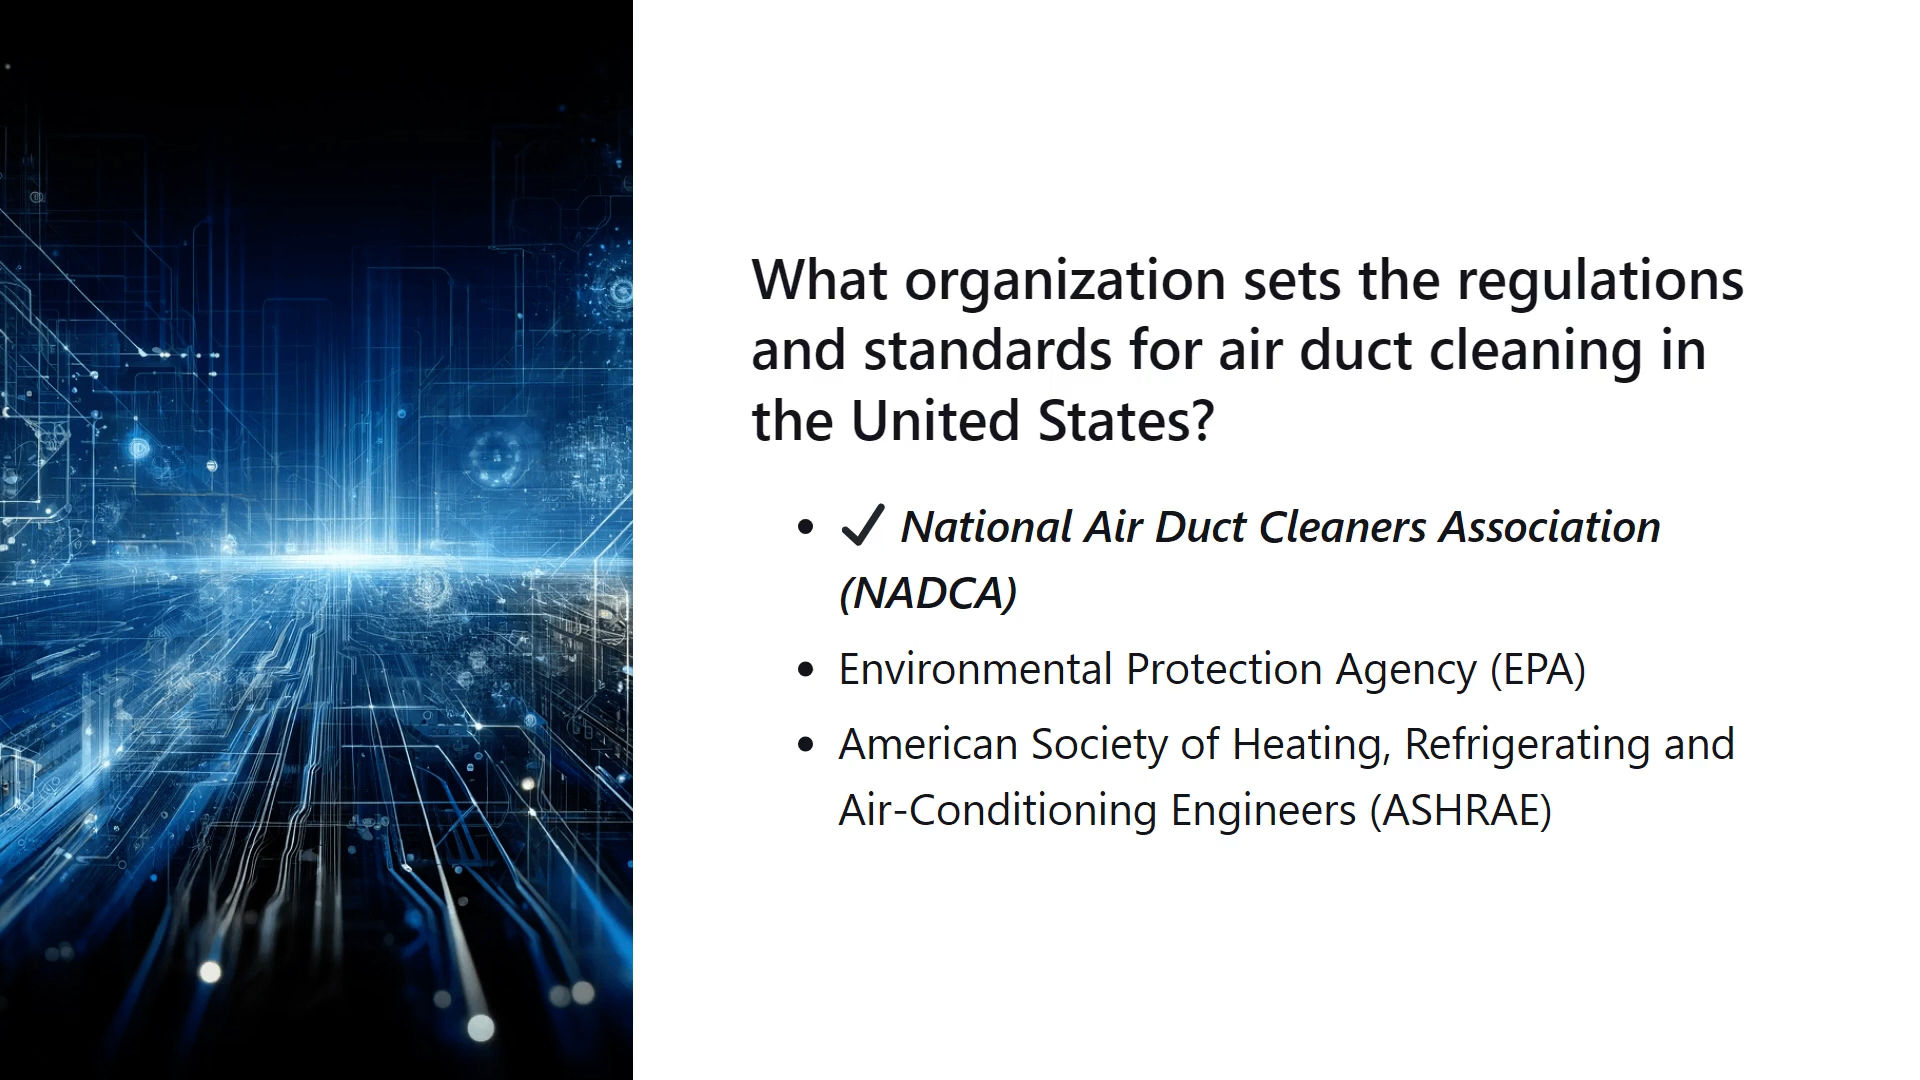 What organization sets the regulations
and standards for air duct cleaning in
the United States?
• ✔ National Air Duct Cleaners Association
(NADCA)
• Environmental Protection Agency (EPA)
• American Society of Heating, Refrigerating and
Air-Conditioning Engineers (ASHRAE)